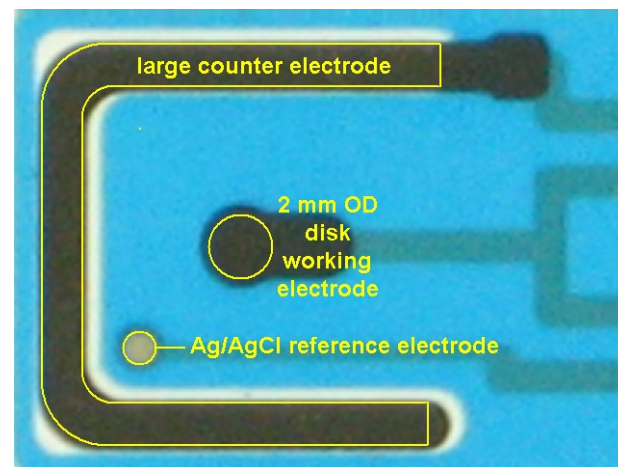 large counter electrode
2 mm OD
disk
working
electrode
Ag/AgCl reference electrode